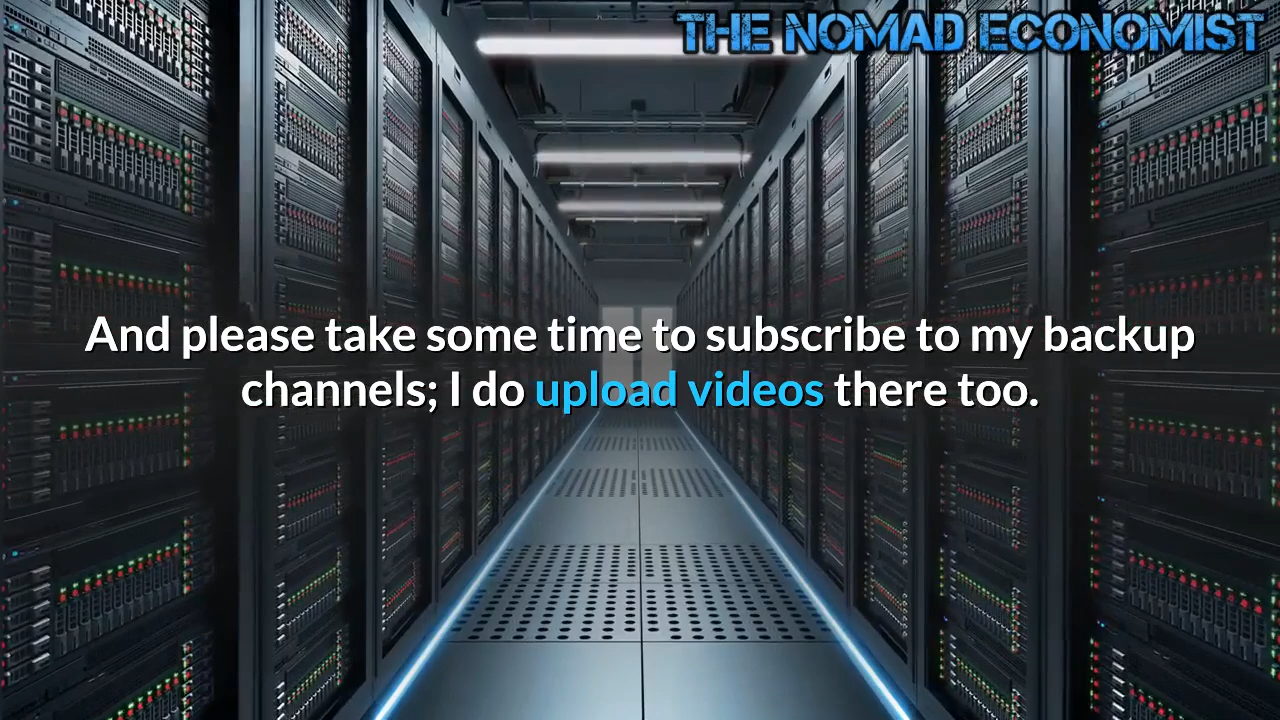 THE NOMAD ECONOMIST
And please take some time to subscribe to my backup
channels; I do upload videos there too.